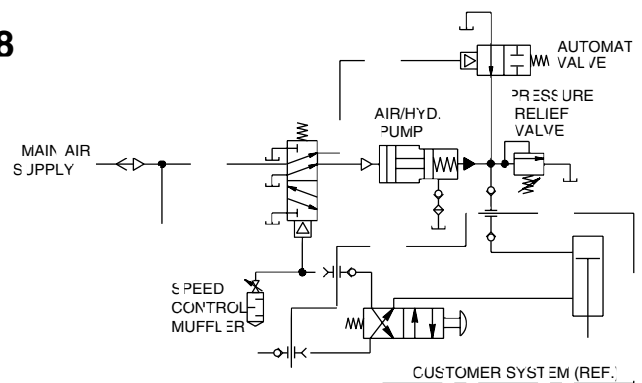 8
AUTOMAT
VALVE
PRESSURE
RELIEF
VALVE
AIR/HYD.
PUMP
MAIN AIR
SUPPLY
SPEED
CONTROL
MUFFLER
CUSTOMER SYSTEM (REF.)